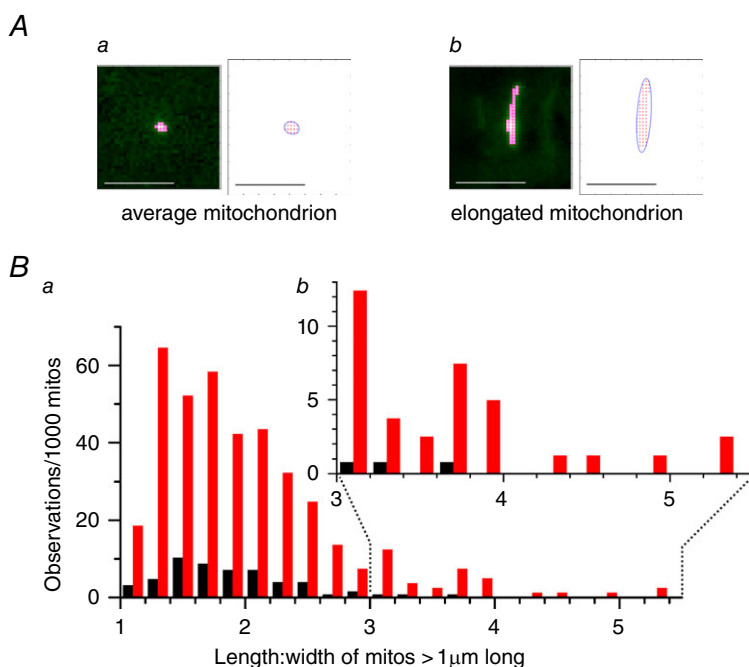 A
a
b
average mitochondrion
elongated mitochondrion
B
a
b
Observations/1000 mitos
60
40
20
0
1
2
3
4
5
10
5
0
3
4
5
Length:width of mitos >1μm long